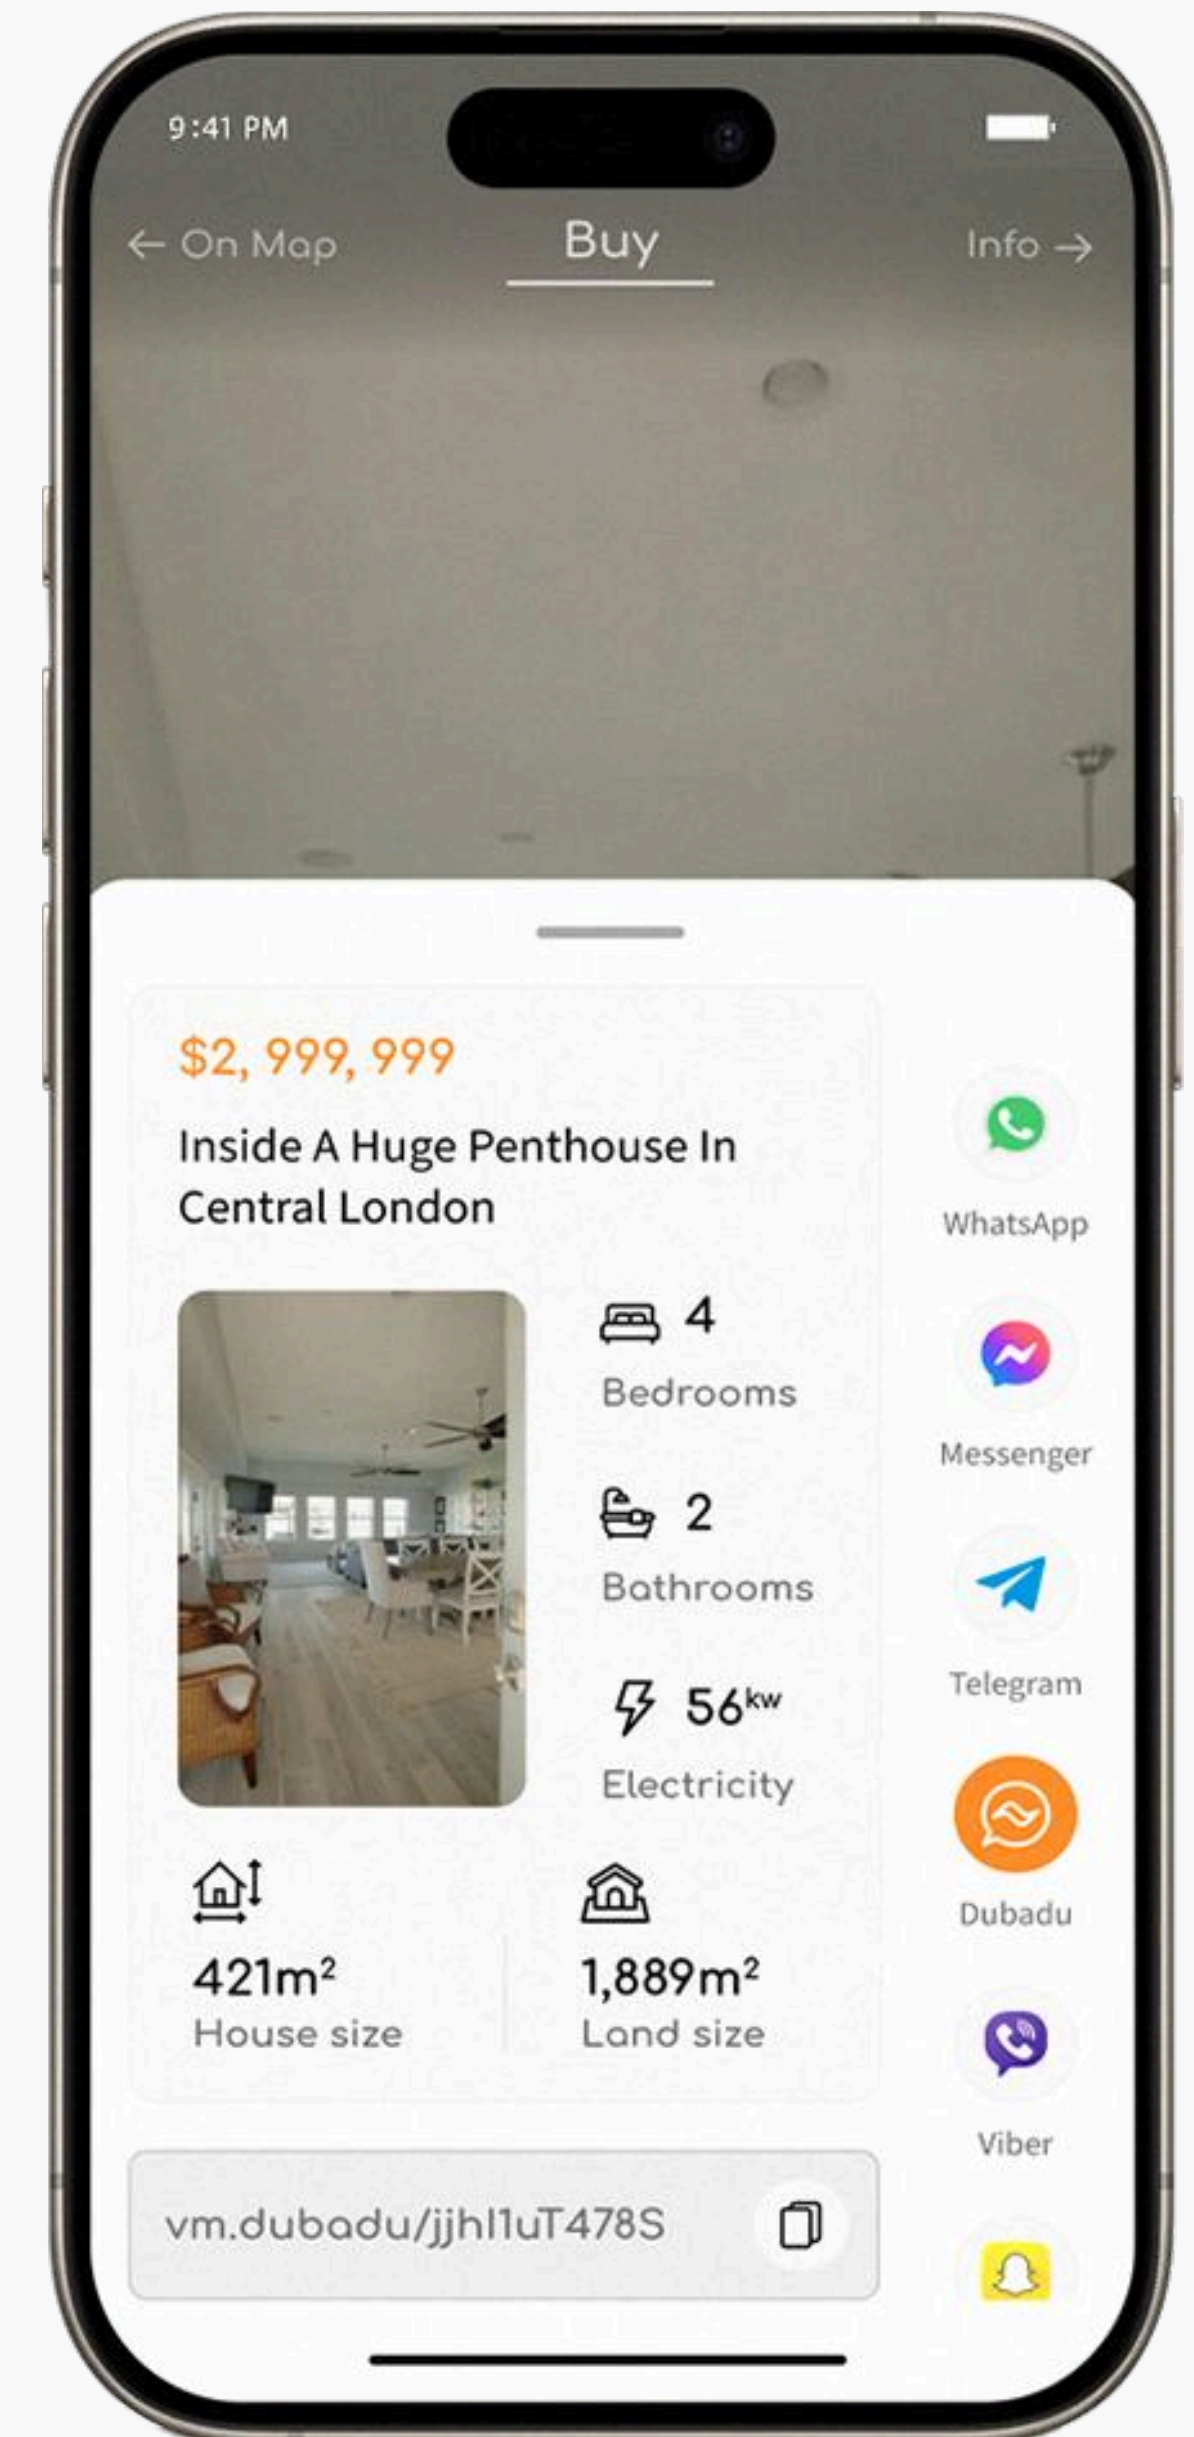 9:41 PM
← On Map
Buy
Info →
$2, 999, 999
Inside A Huge Penthouse In
Central London
4
Bedrooms
2
Bathrooms
56kw
Electricity
421m²
House size
1,889m²
Land size
vm.dubadu/jjhl1uT478S
WhatsApp
Messenger
Telegram
Dubadu
Viber